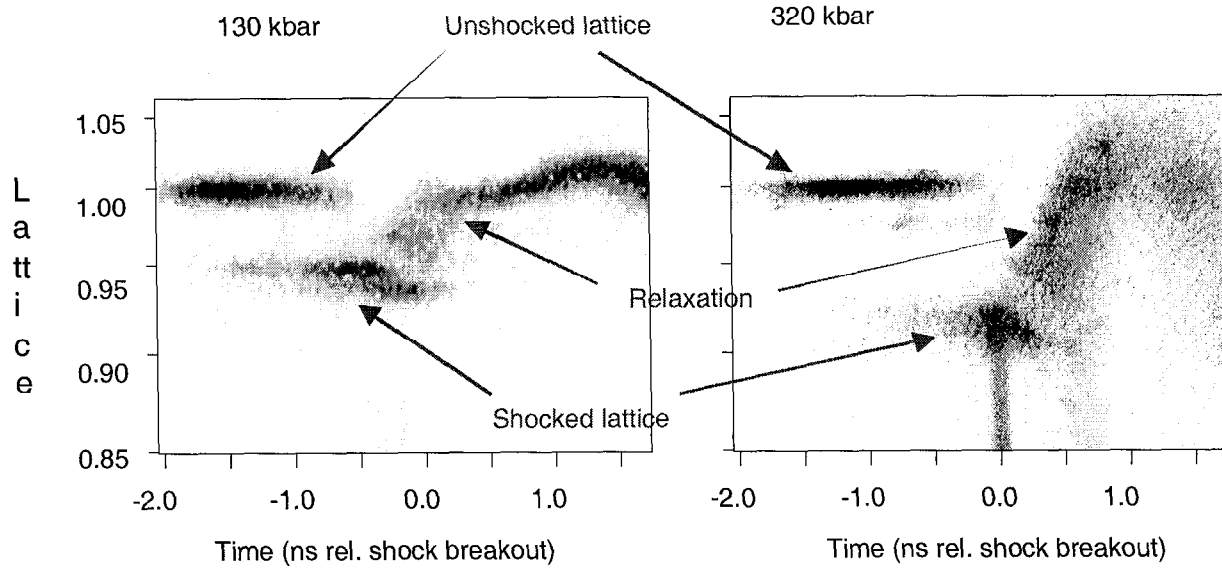 130 kbar
Unshocked lattice
320 kbar
Lattice
1.05
1.00
0.95
0.90
0.85
Relaxation
Shocked lattice
-2.0 -1.0 0.0 1.0
-2.0 -1.0 0.0 1.0
Time (ns rel. shock breakout)
Time (ns rel. shock breakout)